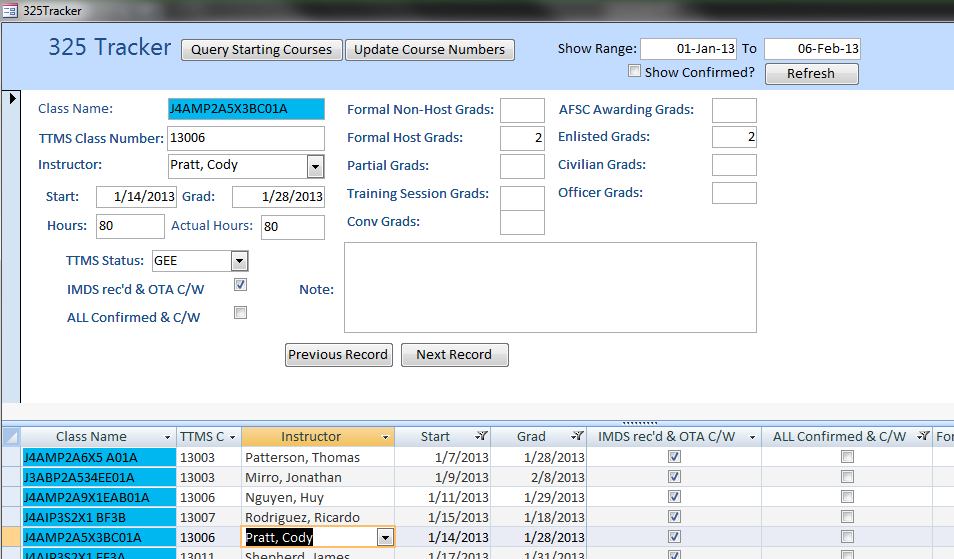 325Tracker
325 Tracker Query Starting Courses Update Course Numbers Show Range: 01-Jan-13 To 06-Feb-13
Show Confirmed? Refresh
Class Name: J4AMP2A5X3BC01A Formal Non-Host Grads: AFSC Awarding Grads:
TTMS Class Number: 13006 Formal Host Grads: 2 Enlisted Grads: 2
Instructor: Pratt, Cody Partial Grads: Civilian Grads:
Start: 1/14/2013 Grad: 1/28/2013 Training Session Grads: Officer Grads:
Hours: 80 Actual Hours: 80 Conv Grads:
TTMS Status: GEE
IMDS rec'd & OTA C/W Note:
ALL Confirmed & C/W
Previous Record Next Record
Class Name TTMS C Instructor Start Grad IMDS rec'd & OTA C/W ALL Confirmed & C/W For
J4AMP2A6X5 A01A 13003 Patterson, Thomas 1/7/2013 1/28/2013
J3ABP2A534EE01A 13003 Mirro, Jonathan 1/9/2013 2/8/2013
J4AMP2A9X1EAB01A 13006 Nguyen, Huy 1/11/2013 1/29/2013
J4AIP3S2X1 BF3B 13007 Rodriguez, Ricardo 1/15/2013 1/18/2013
J4AMP2A5X3BC01A 13006 Pratt, Cody 1/14/2013 1/28/2013
J4AIP3S2X1 EF3A 13011 Shepherd, James 1/17/2013 1/31/2013